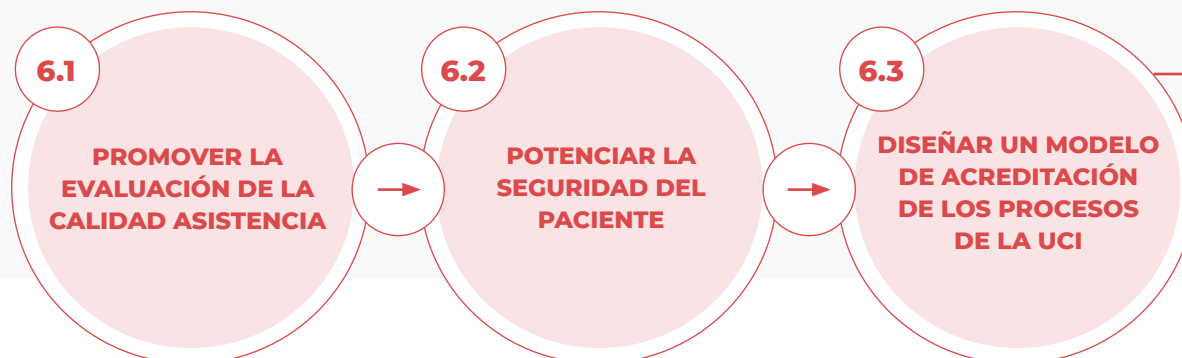 6.1
PROMOVER LA
EVALUACIÓN DE LA
CALIDAD ASISTENCIA
6.2
POTENCIAR LA
SEGURIDAD DEL
PACIENTE
6.3
DISEÑAR UN MODELO
DE ACREDITACIÓN
DE LOS PROCESOS
DE LA UCI